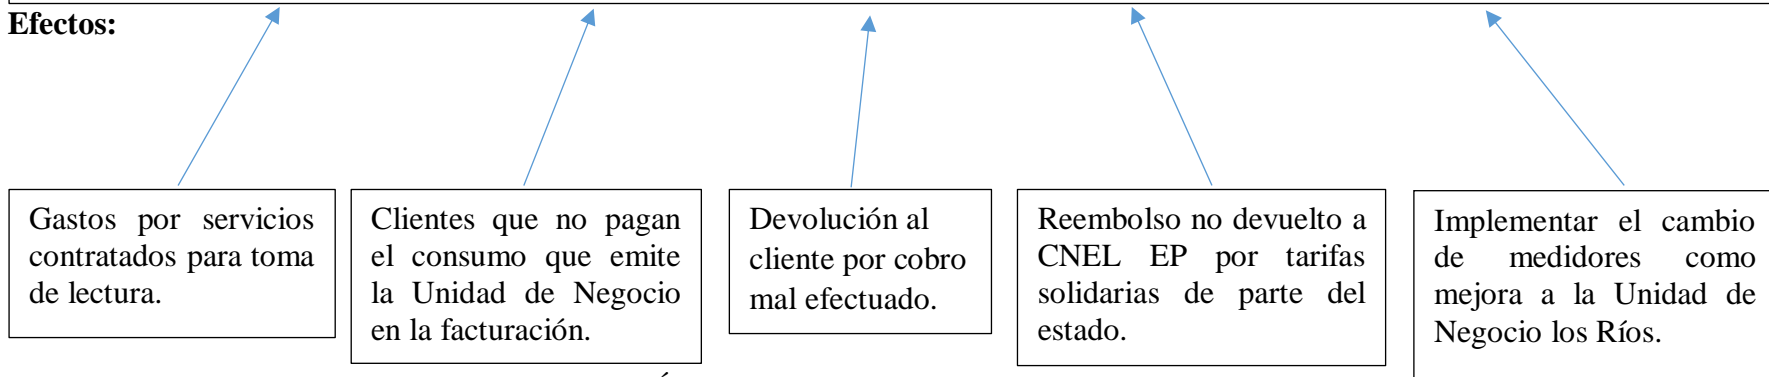 Efectos:
Gastos por servicios
contratados para toma
de lectura.
Clientes que no pagan
el consumo que emite
la Unidad de Negocio
en la facturación.
Devolución al
cliente por cobro
mal efectuado.
Reembolso no devuelto a
CNEL EP por tarifas
solidarias de parte del
estado.
Implementar el cambio
de medidores como
mejora a la Unidad de
Negocio los Ríos.